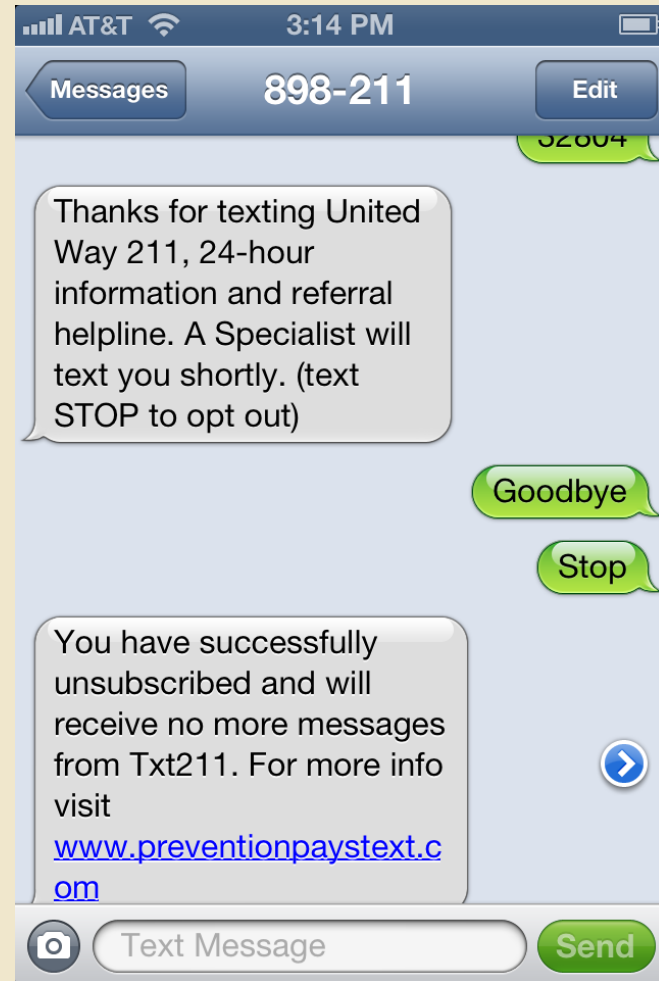 AT&T 3:14 PM
Messages 898-211 Edit
32804
Thanks for texting United
Way 211, 24-hour
information and referral
helpline. A Specialist will
text you shortly. (text
STOP to opt out)
Goodbye
Stop
You have successfully
unsubscribed and will
receive no more messages
from Txt211. For more info
visit
www.preventionpaystext.c
om
Text Message Send